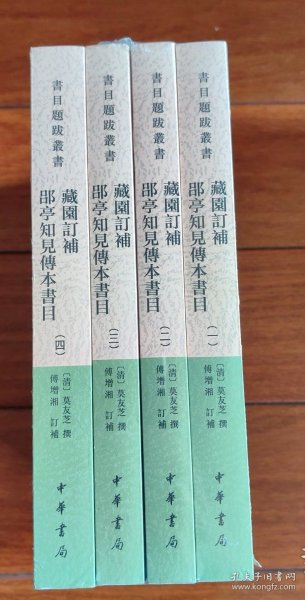 書目題跋叢書
藏園訂補
郘亭知見傳本書目
（一）
〔清〕莫友芝 撰
傅增湘 訂補
中華書局
書目題跋叢書
藏園訂補
郘亭知見傳本書目
（二）
〔清〕莫友芝 撰
傅增湘 訂補
中華書局
書目題跋叢書
藏園訂補
郘亭知見傳本書目
（三）
〔清〕莫友芝 撰
傅增湘 訂補
中華書局
書目題跋叢書
藏園訂補
郘亭知見傳本書目
（四）
〔清〕莫友芝 撰
傅增湘 訂補
中華書局
孔夫子旧书网